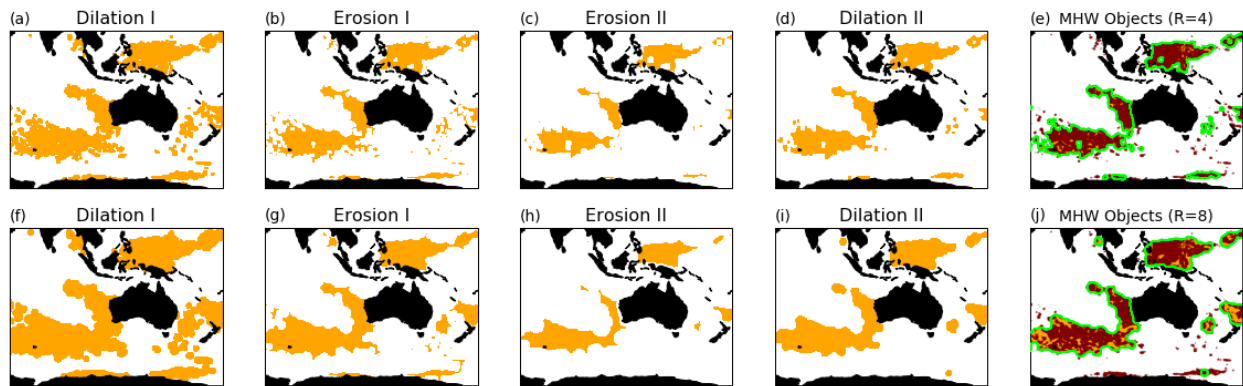 (a) Dilation I
(b) Erosion I
(c) Erosion II
(d) Dilation II
(e) MHW Objects (R=4)
(f) Dilation I
(g) Erosion I
(h) Erosion II
(i) Dilation II
(j) MHW Objects (R=8)